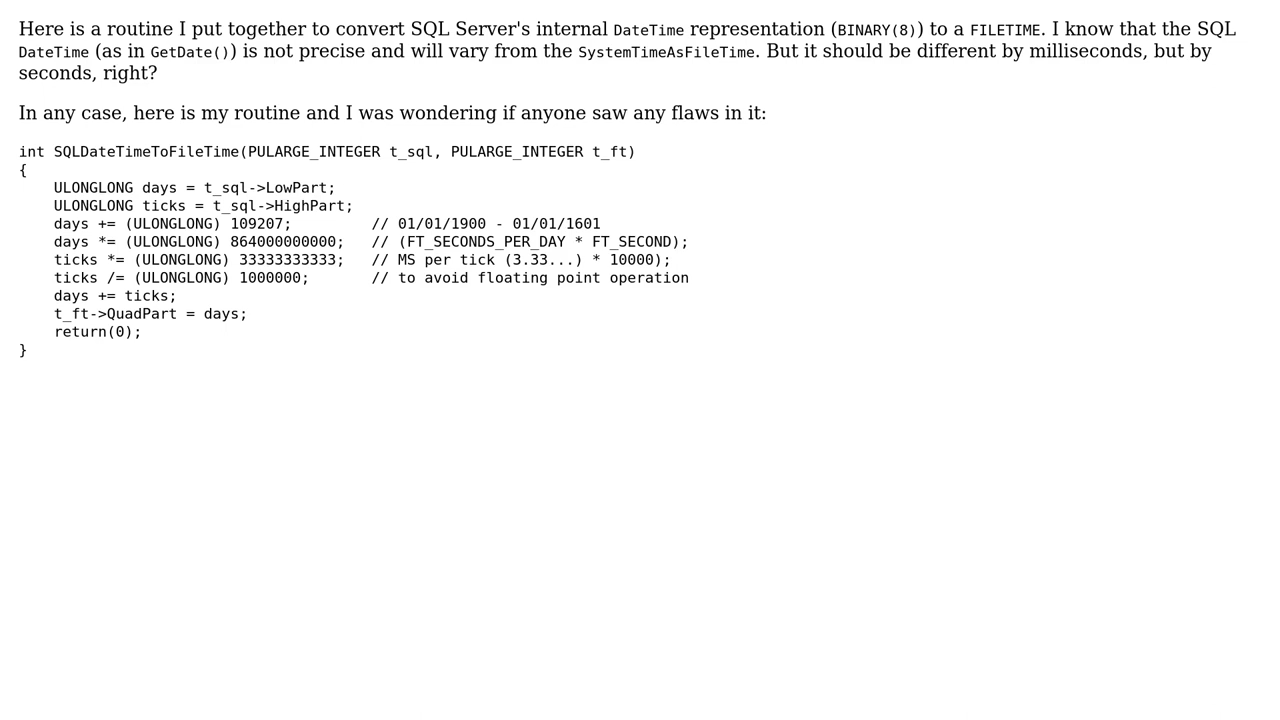 Here is a routine I put together to convert SQL Server's internal DateTime representation (BINARY(8)) to a FILETIME. I know that the SQL
DateTime (as in GetDate()) is not precise and will vary from the SystemTimeAsFileTime. But it should be different by milliseconds, but by
seconds, right?
In any case, here is my routine and I was wondering if anyone saw any flaws in it:
int SQLDateTimeToFileTime(PULARGE_INTEGER t_sql, PULARGE_INTEGER t_ft)
{
    ULONGLONG days = t_sql->LowPart;
    ULONGLONG ticks = t_sql->HighPart;
    days += (ULONGLONG) 109207;         // 01/01/1900 - 01/01/1601
    days *= (ULONGLONG) 864000000000;   // (FT_SECONDS_PER_DAY * FT_SECOND);
    ticks *= (ULONGLONG) 33333333333;   // MS per tick (3.33...) * 10000);
    ticks /= (ULONGLONG) 1000000;       // to avoid floating point operation
    days += ticks;
    t_ft->QuadPart = days;
    return(0);
}